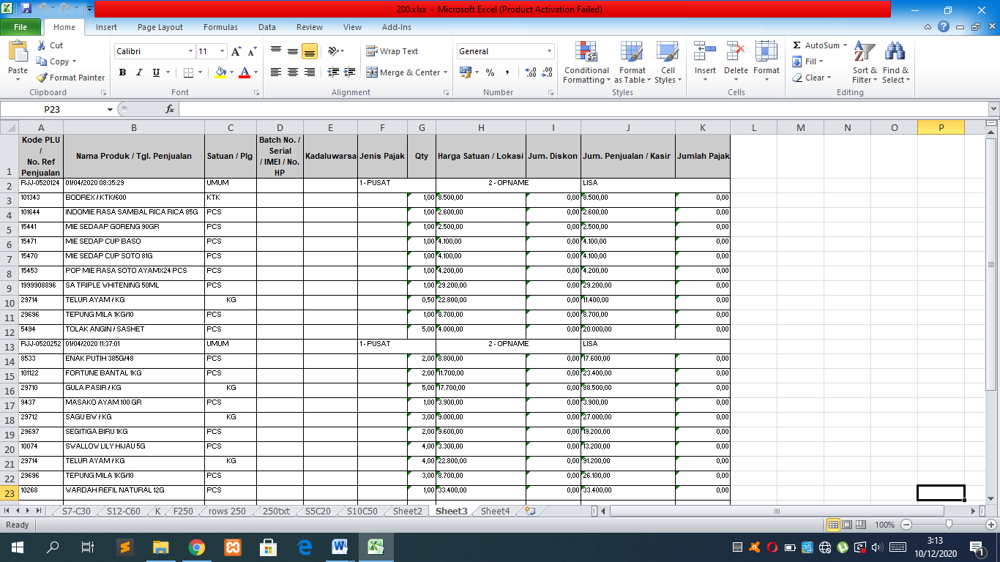 200.xlsx - Microsoft Excel (Product Activation Failed)
File Home Insert Page Layout Formulas Data Review View Add-Ins
Paste Cut Copy Format Painter Clipboard
Calibri 11 B I U Font
Wrap Text Merge & Center Alignment
General % , Number
Conditional Formatting Format as Table Cell Styles Styles
Insert Delete Format Cells
AutoSum Fill Clear Sort & Filter Find & Select Editing
P23 fx
A B C D E F G H I J K L M N O P
1 Kode PLU / No. Ref Penjualan Nama Produk / Tgl. Penjualan Satuan / Plg Batch No. / Serial / IMEI / No. HP Kadaluwarsa Jenis Pajak Qty Harga Satuan / Lokasi Jum. Diskon Jum. Penjualan / Kasir Jumlah Pajak
2 RJJ-0520124 01/04/2020 08:35:29 UMUM 1 - PUSAT 2 - OPNAME LISA
3 101343 BODREX / KTK/600 KTK 1,00 8.500,00 0,00 8.500,00 0,00
4 101644 INDOMIE RASA SAMBAL RICA RICA 85G PCS 1,00 2.600,00 0,00 2.600,00 0,00
5 15441 MIE SEDAAP GORENG 90GR PCS 1,00 2.500,00 0,00 2.500,00 0,00
6 15471 MIE SEDAP CUP BASO PCS 1,00 4.100,00 0,00 4.100,00 0,00
7 15470 MIE SEDAP CUP SOTO 81G PCS 1,00 4.100,00 0,00 4.100,00 0,00
8 15453 POP MIE RASA SOTO AYAMX24 PCS PCS 1,00 4.200,00 0,00 4.200,00 0,00
9 1999908896 SA TRIPLE WHITENING 50ML PCS 1,00 29.200,00 0,00 29.200,00 0,00
10 29714 TELUR AYAM / KG KG 0,50 22.800,00 0,00 11.400,00 0,00
11 29696 TEPUNG MILA 1KG/10 PCS 1,00 8.700,00 0,00 8.700,00 0,00
12 5494 TOLAK ANGIN / SASHET PCS 5,00 4.000,00 0,00 20.000,00 0,00
13 RJJ-0520252 01/04/2020 11:37:01 UMUM 1 - PUSAT 2 - OPNAME LISA
14 8533 ENAK PUTIH 385G/48 PCS 2,00 8.800,00 0,00 17.600,00 0,00
15 101122 FORTUNE BANTAL 1KG PCS 2,00 11.700,00 0,00 23.400,00 0,00
16 29710 GULA PASIR / KG KG 5,00 17.700,00 0,00 88.500,00 0,00
17 9437 MASAKO AYAM 100 GR PCS 1,00 3.900,00 0,00 3.900,00 0,00
18 29712 SAGU BW / KG KG 3,00 9.000,00 0,00 27.000,00 0,00
19 29697 SEGITIGA BIRU 1KG PCS 2,00 9.600,00 0,00 19.200,00 0,00
20 10074 SWALLOW LILY HIJAU 5G PCS 4,00 3.300,00 0,00 13.200,00 0,00
21 29714 TELUR AYAM / KG KG 4,00 22.800,00 0,00 91.200,00 0,00
22 29696 TEPUNG MILA 1KG/10 PCS 3,00 8.700,00 0,00 26.100,00 0,00
23 10268 WARDAH REFIL NATURAL 12G PCS 1,00 33.400,00 0,00 33.400,00 0,00
S7-C30 S12-C60 K F250 rows 250 250txt S5C20 S10C50 Sheet2 Sheet3 Sheet4
Ready 100%
3:13
10/12/2020
1